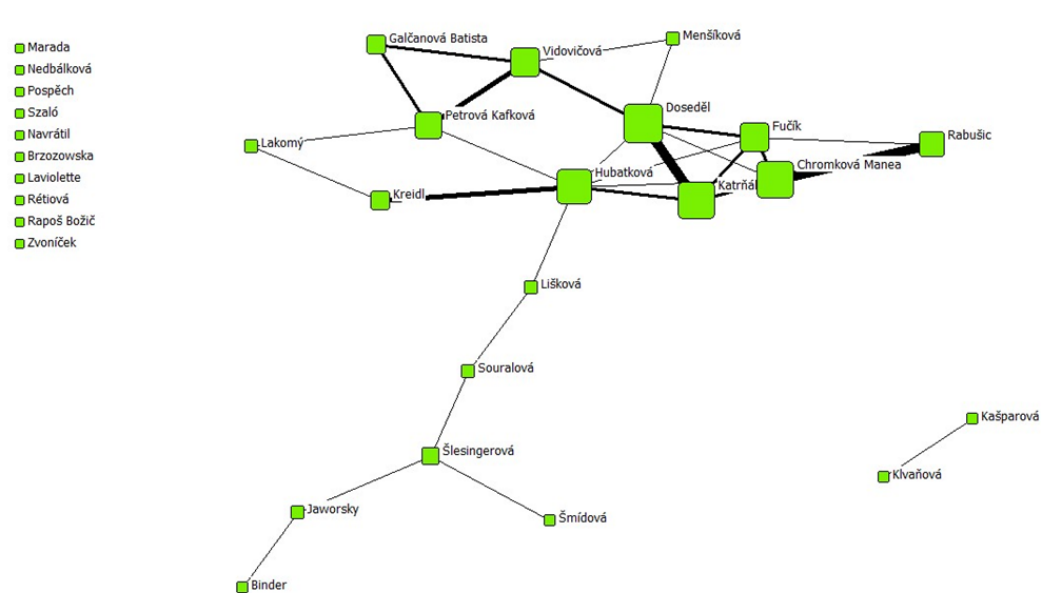 Marada
Nedbálková
Pospěch
Szaló
Navrátil
Brzozowska
Laviolette
Rétiová
Rapoš Božič
Zvoníček
Galčanová Batista
Vidovičová
Menšíková
Petrová Kafková
Doseděl
Fučík
Rabušic
Lakomý
Chromková Manea
Hubatková
Kreidl
Katrňák
Lišková
Souralová
Kašparová
Šlesingerová
Klvaňová
Jaworsky
Šmídová
Binder